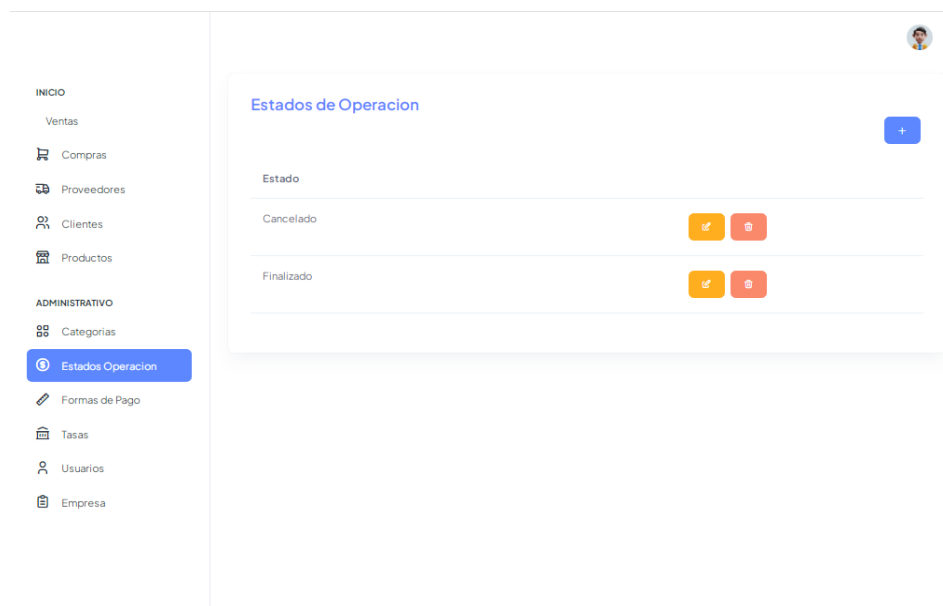 INICIO
Ventas
Compras
Proveedores
Clientes
Productos
ADMINISTRATIVO
Categorias
Estados Operacion
Formas de Pago
Tasas
Usuarios
Empresa
Estados de Operacion
+
Estado
Cancelado
Finalizado